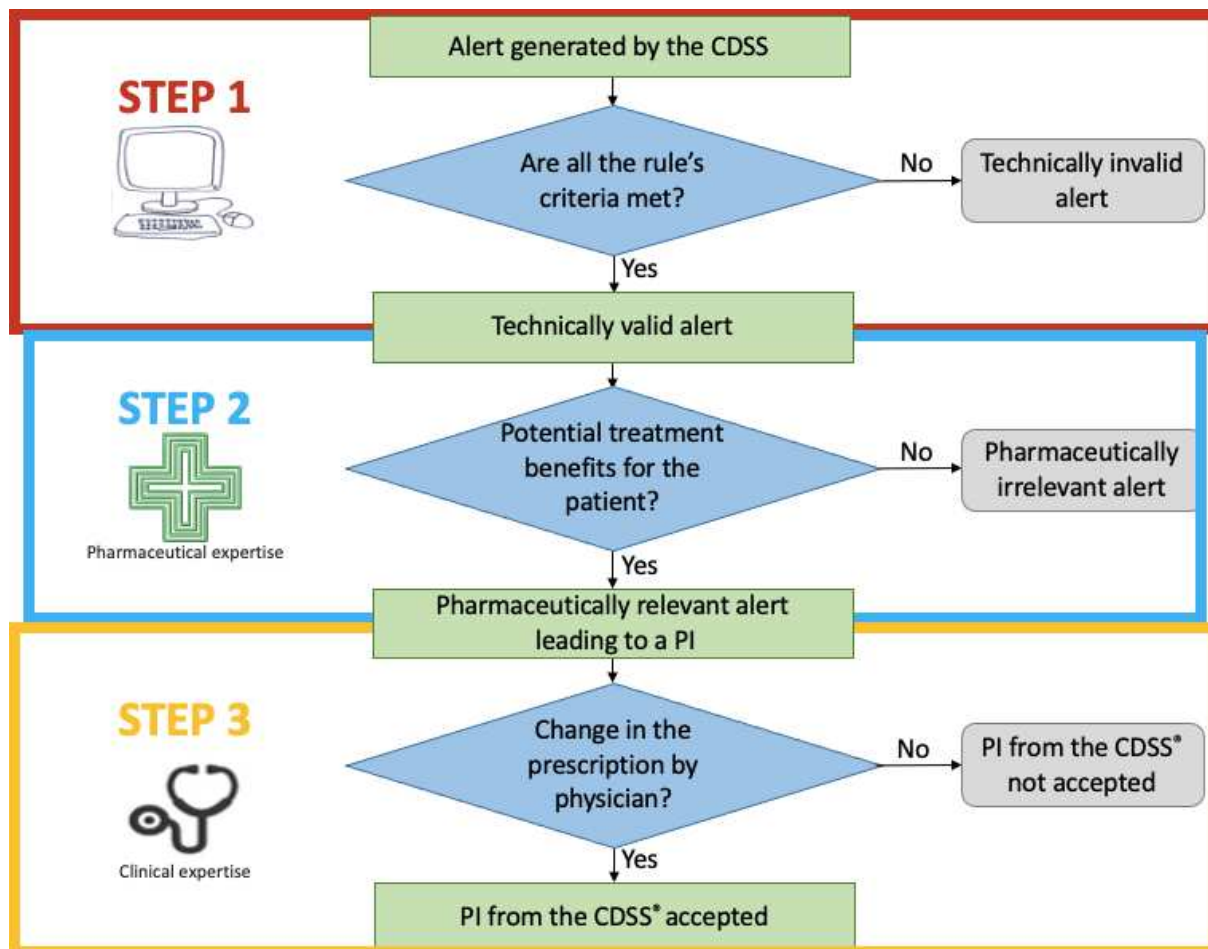 Alert generated by the CDSS
STEP 1
Are all the rule's
criteria met?
No
Technically invalid
alert
Yes
Technically valid alert
STEP 2
Pharmaceutical expertise
Potential treatment
benefits for the
patient?
No
Pharmaceutically
irrelevant alert
Yes
Pharmaceutically relevant alert
leading to a PI
STEP 3
Clinical expertise
Change in the
prescription by
physician?
No
PI from the CDSS®
not accepted
Yes
PI from the CDSS® accepted